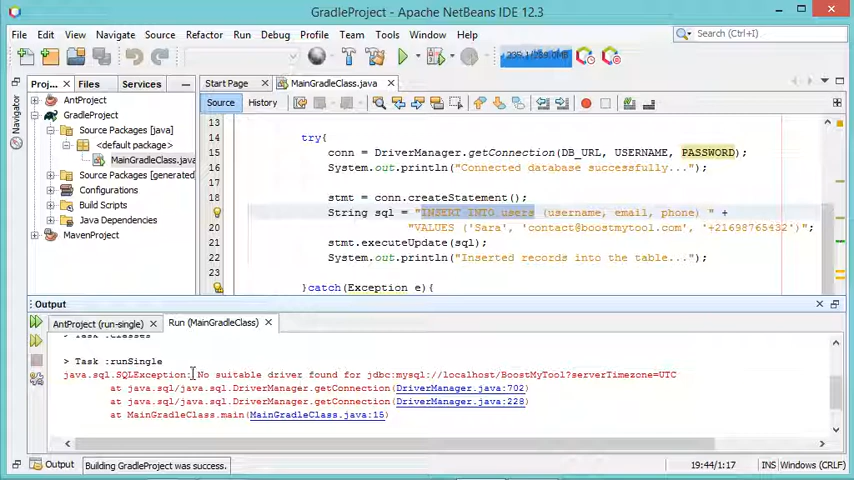 GradleProject - Apache NetBeans IDE 12.3
File Edit View Navigate Source Refactor Run Debug Profile Team Tools Window Help
239.1/289.0MB
Search (Ctrl+I)
Proj... Files Services
Navigator
AntProject
GradleProject
Source Packages [java]
<default package>
MainGradleClass.java
Source Packages [generated
Configurations
Build Scripts
Java Dependencies
MavenProject
Start Page MainGradleClass.java
Source History
13
14 try{
15 conn = DriverManager.getConnection(DB_URL, USERNAME, PASSWORD);
16 System.out.println("Connected database successfully...");
17
18 stmt = conn.createStatement();
String sql = "INSERT INTO users (username, email, phone) " +
20 "VALUES ('Sara', 'contact@boostmytool.com', '+21698765432')";
21 stmt.executeUpdate(sql);
22 System.out.println("Inserted records into the table...");
23
}catch(Exception e){
Output
AntProject (run-single) Run (MainGradleClass)
> Task :classes
> Task :runSingle
java.sql.SQLException: No suitable driver found for jdbc:mysql://localhost/BoostMyTool?serverTimezone=UTC
at java.sql/java.sql.DriverManager.getConnection(DriverManager.java:702)
at java.sql/java.sql.DriverManager.getConnection(DriverManager.java:228)
at MainGradleClass.main(MainGradleClass.java:15)
Output Building GradleProject was success. 19:44/1:17 INS Windows (CRLF)